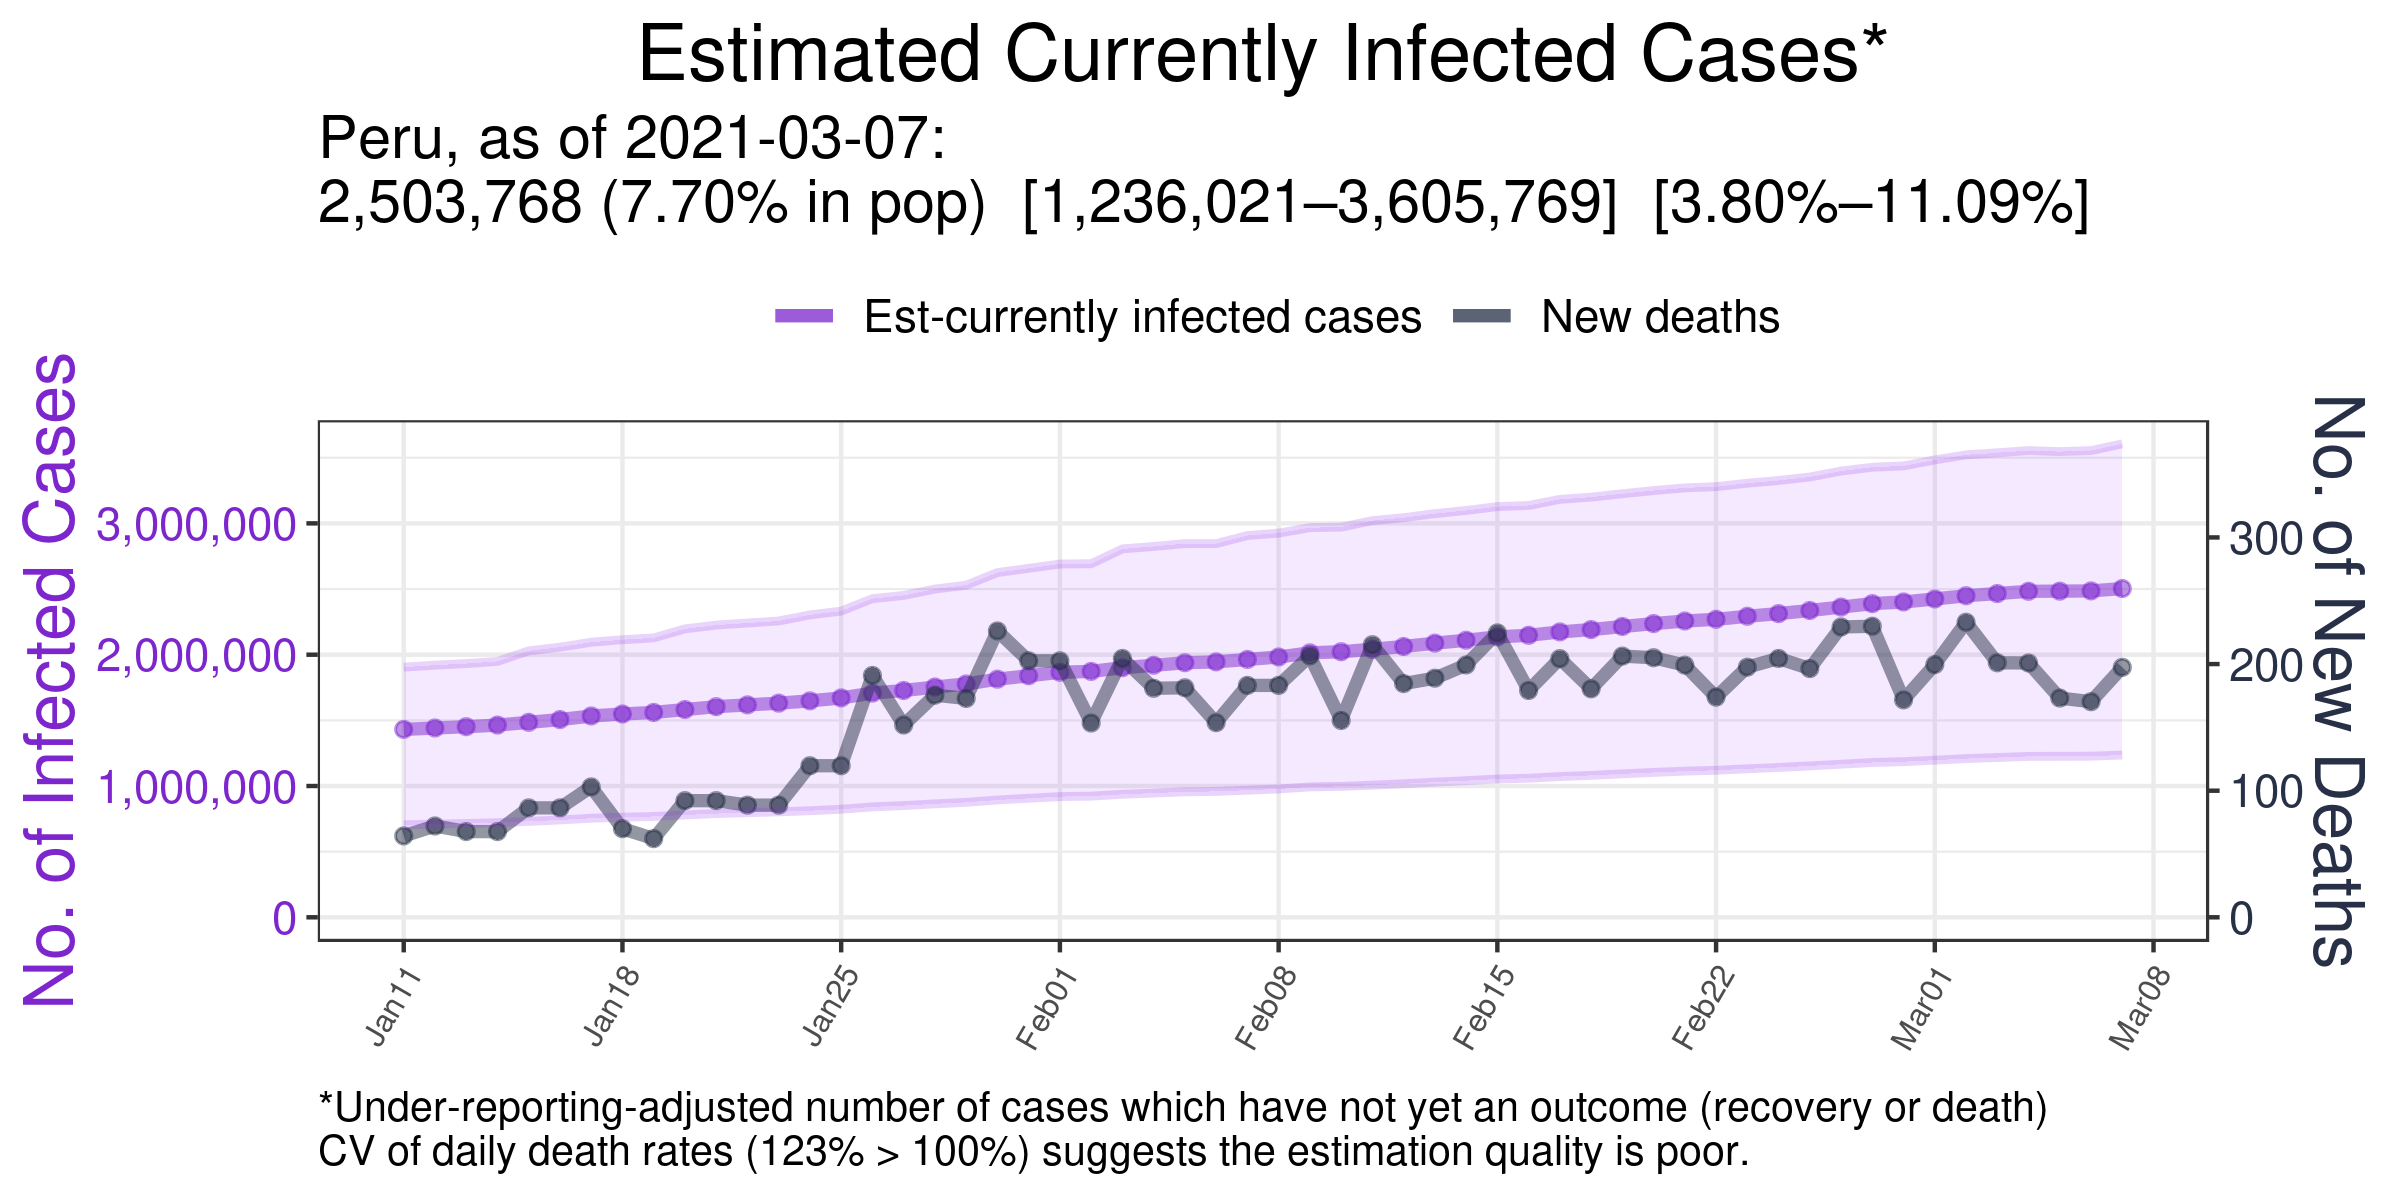 Estimated Currently Infected Cases*
Peru, as of 2021-03-07:
2,503,768 (7.70% in pop) [1,236,021–3,605,769] [3.80%–11.09%]
Est-currently infected cases New deaths
No. of Infected Cases
3,000,000
2,000,000
1,000,000
0
300
200
100
0
No. of New Deaths
Jan11 Jan18 Jan25 Feb01 Feb08 Feb15 Feb22 Mar01 Mar08
*Under-reporting-adjusted number of cases which have not yet an outcome (recovery or death)
CV of daily death rates (123% > 100%) suggests the estimation quality is poor.